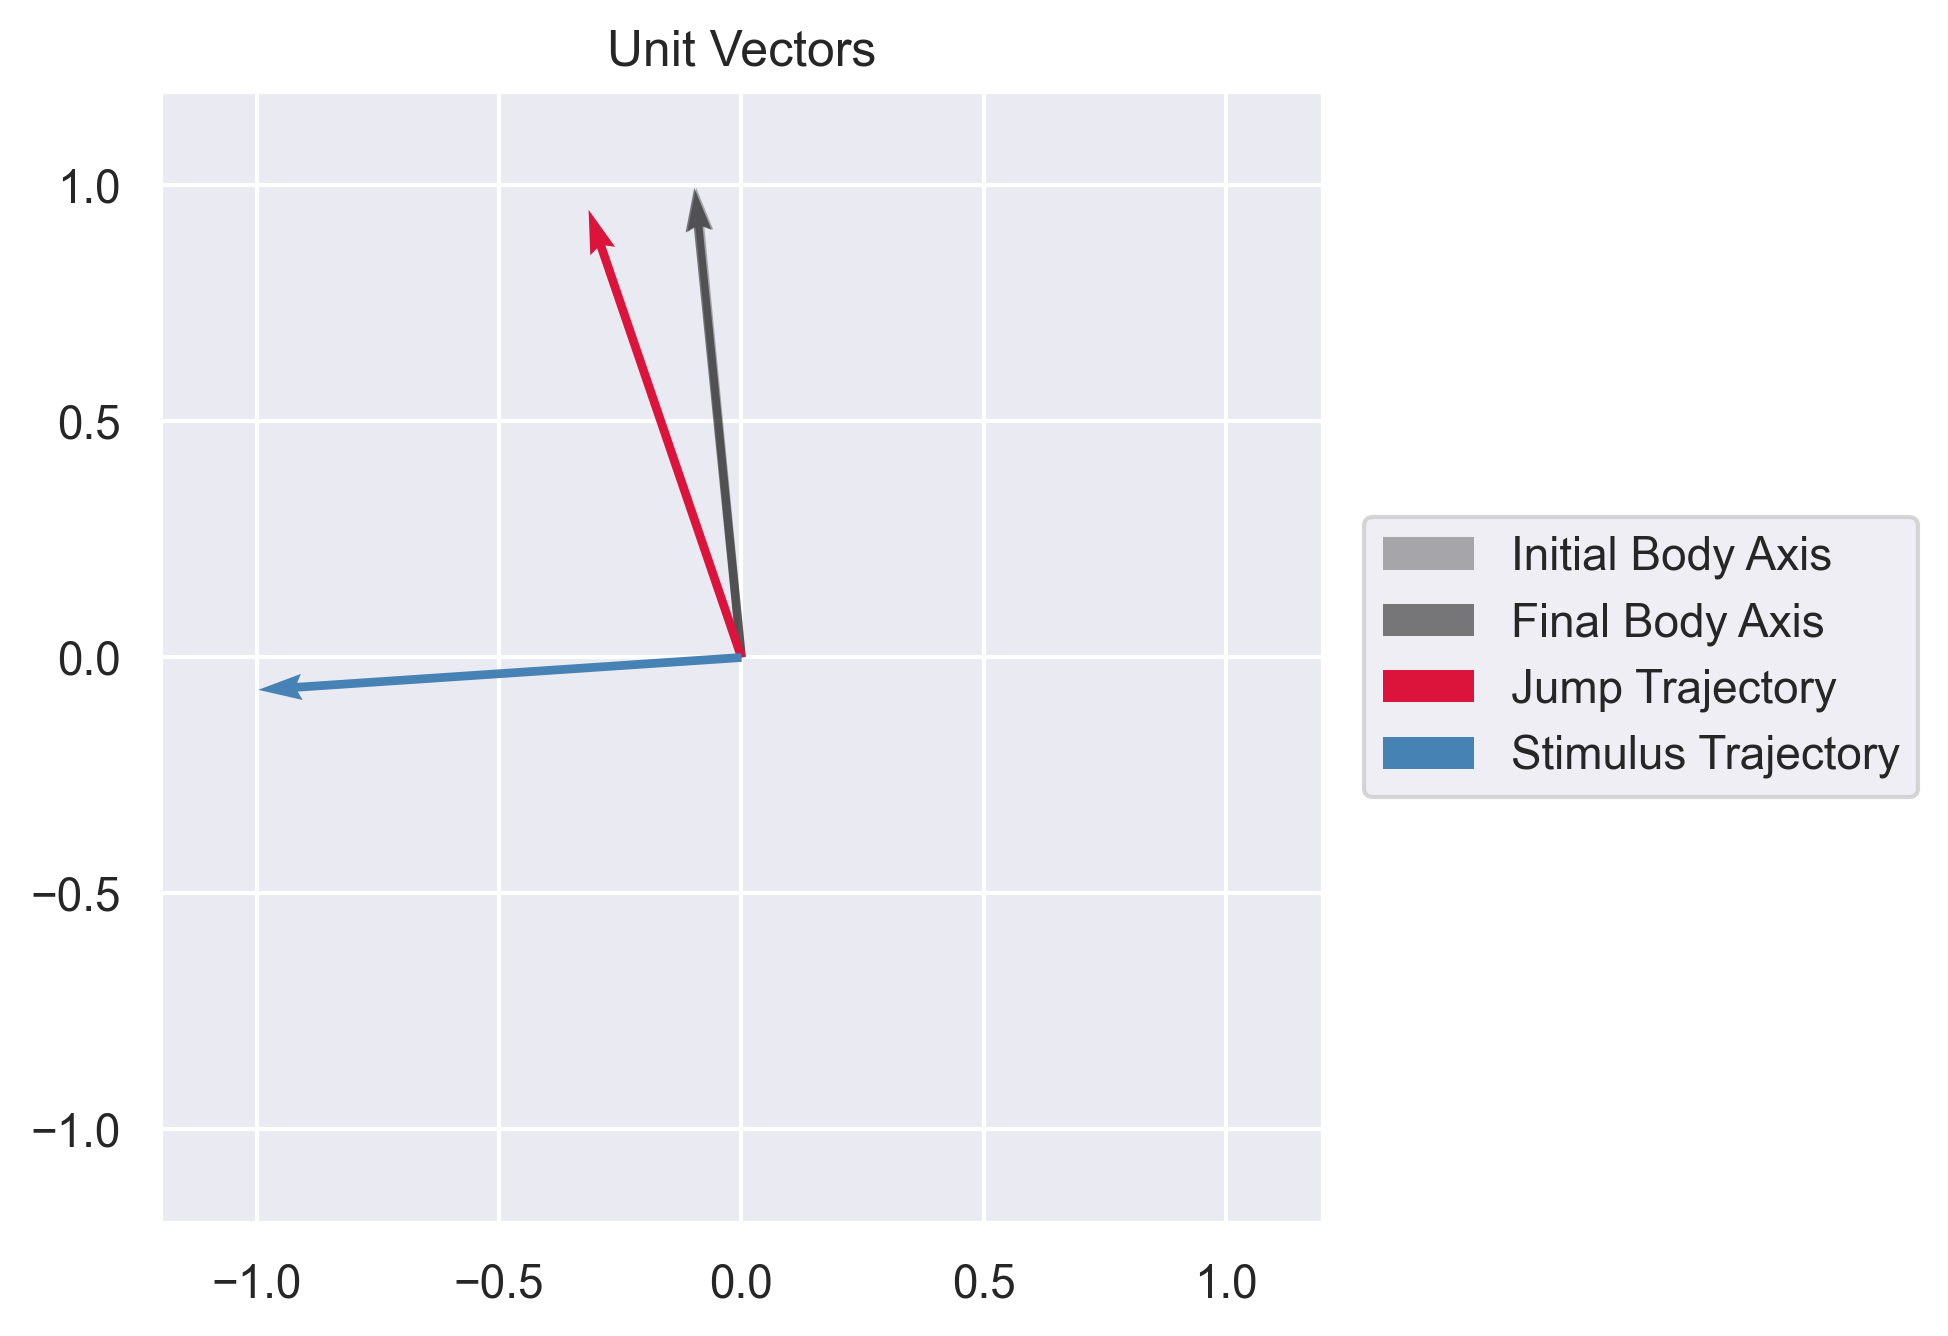 Unit Vectors
1.0
0.5
0.0
−0.5
−1.0
−1.0 −0.5 0.0 0.5 1.0
Initial Body Axis
Final Body Axis
Jump Trajectory
Stimulus Trajectory